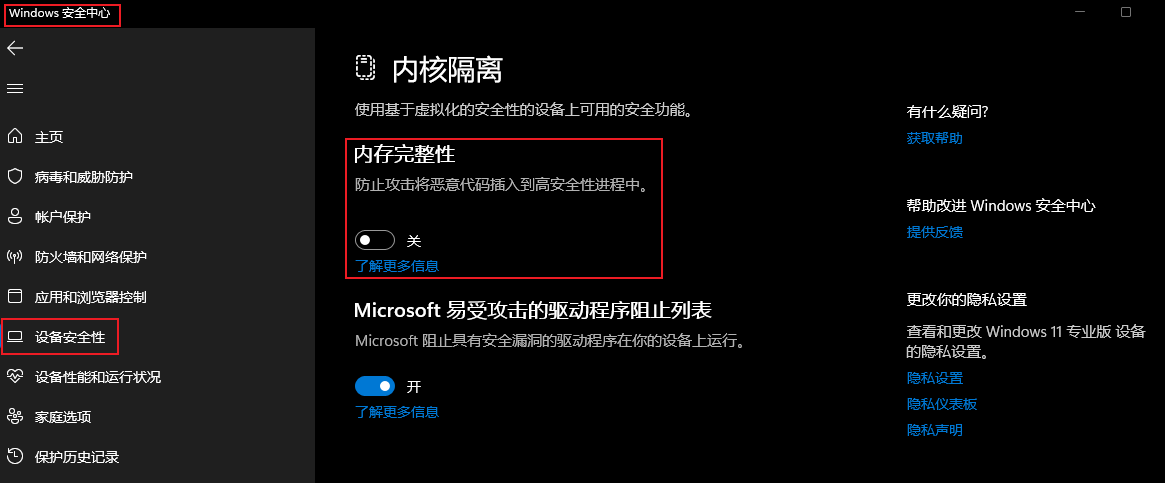 Windows 安全中心
主页
病毒和威胁防护
帐户保护
防火墙和网络保护
应用和浏览器控制
设备安全性
设备性能和运行状况
家庭选项
保护历史记录
内核隔离
使用基于虚拟化的安全性的设备上可用的安全功能。
内存完整性
防止攻击将恶意代码插入到高安全性进程中。
关
了解更多信息
Microsoft 易受攻击的驱动程序阻止列表
Microsoft 阻止具有安全漏洞的驱动程序在你的设备上运行。
开
了解更多信息
有什么疑问?
获取帮助
帮助改进 Windows 安全中心
提供反馈
更改你的隐私设置
查看和更改 Windows 11 专业版 设备
的隐私设置。
隐私设置
隐私仪表板
隐私声明